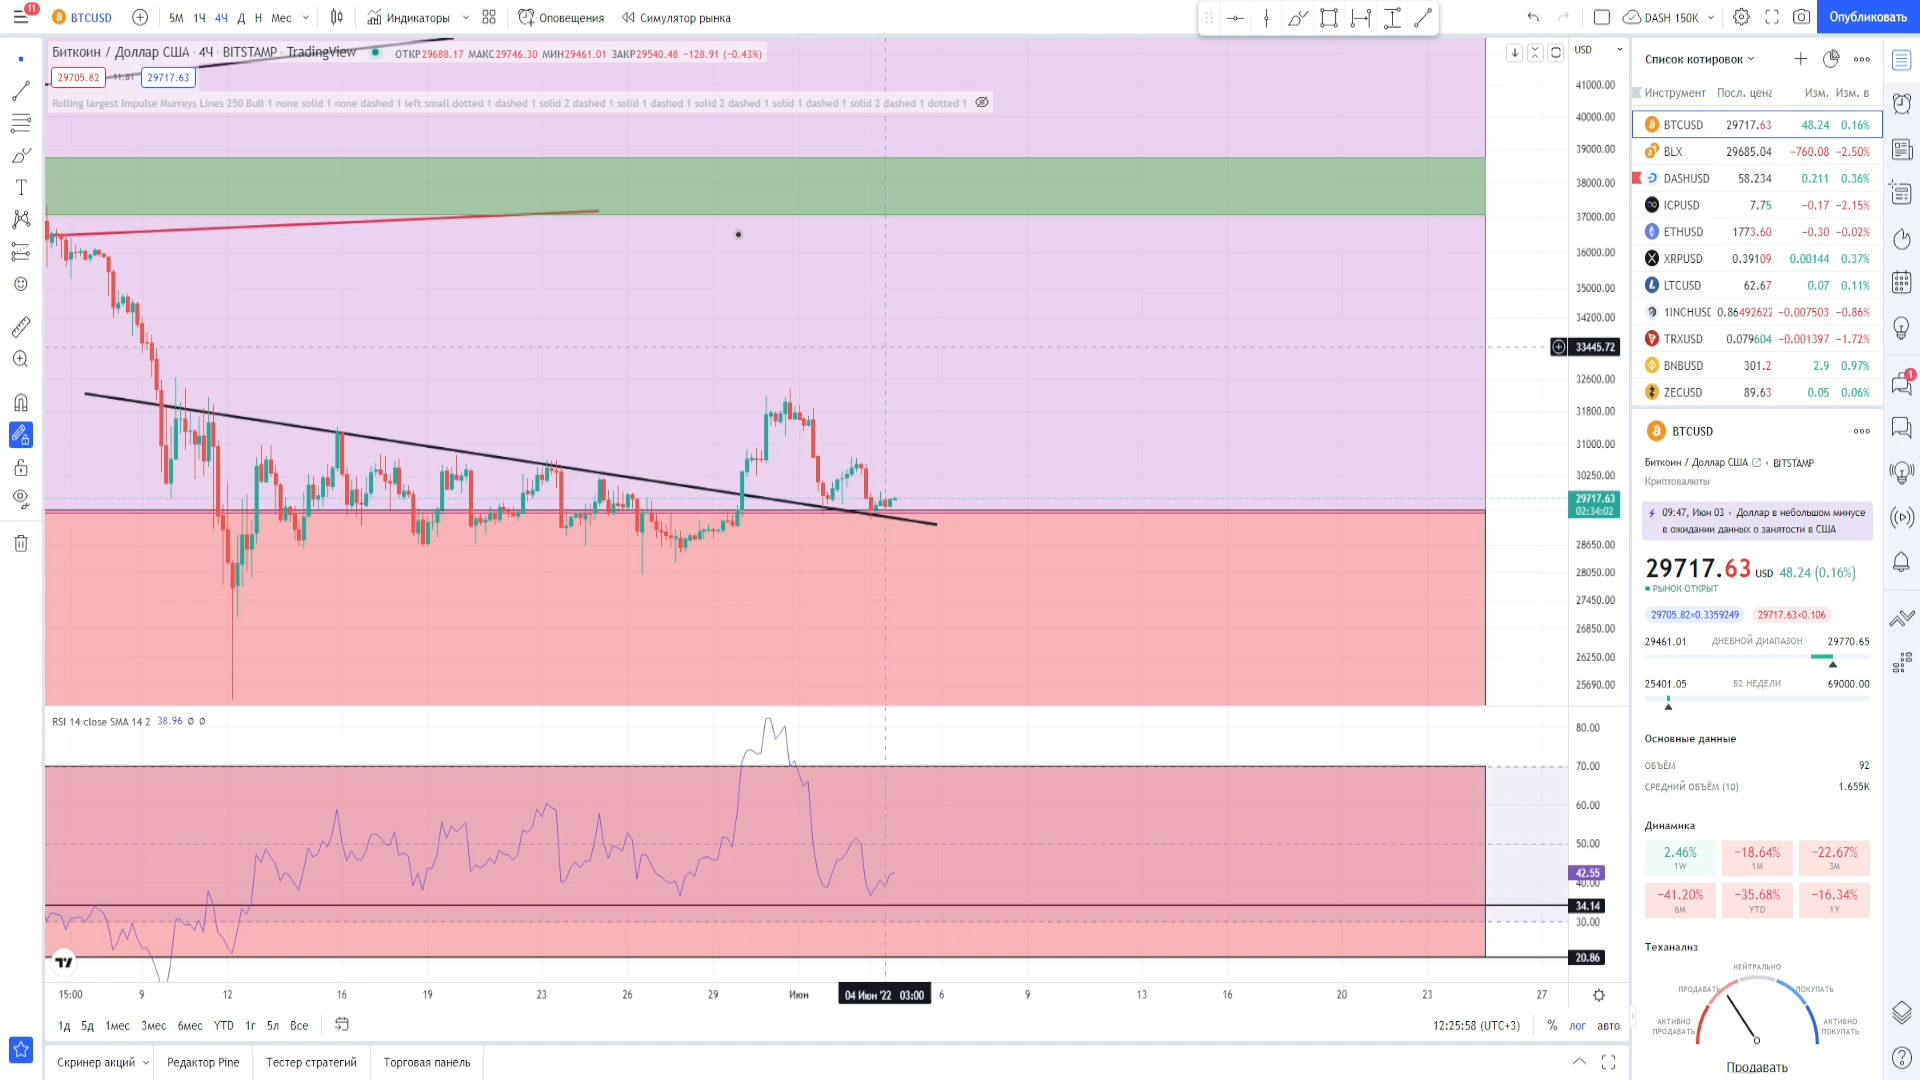 11
BTCUSD
5М 1Ч 4Ч Д Н Мес
Индикаторы
Оповещения
Симулятор рынка
DASH 150K
Опубликовать
Биткоин / Доллар США · 4Ч · BITSTAMP · TradingView
ОТКР29688.17 МАКС29746.30 МИН29461.01 ЗАКР29540.48 −128.91 (−0.43%)
29705.82 11.81 29717.63
Rolling largest Impulse Murreys Lines 250 Bull 1 none solid 1 none dashed 1 left small dotted 1 dashed 1 solid 2 dashed 1 solid 1 dashed 1 solid 2 dashed 1 solid 1 dashed 1 solid 2 dashed 1 dotted 1
USD
41000.00
40000.00
39000.00
38000.00
37000.00
36000.00
35000.00
34200.00
33445.72
32600.00
31800.00
31000.00
30250.00
29717.63
02:34:02
28650.00
28050.00
27450.00
26850.00
26250.00
25690.00
RSI 14 close SMA 14 2 38.96 Ø Ø
80.00
70.00
60.00
50.00
42.55
40.00
34.14
30.00
20.86
15:00 9 12 16 19 23 26 29 Июн 04 Июн '22 03:00 6 9 13 16 20 23 27
1д 5д 1мес 3мес 6мес YTD 1г 5л Все
12:25:58 (UTC+3) % лог авто
Скринер акций
Редактор Pine
Тестер стратегий
Торговая панель
Список котировок
Инструмент Посл. цена Изм. Изм. в
BTCUSD 29717.63 48.24 0.16%
BLX 29685.04 −760.08 −2.50%
DASHUSD 58.234 0.211 0.36%
ICPUSD 7.75 −0.17 −2.15%
ETHUSD 1773.60 −0.30 −0.02%
XRPUSD 0.39109 0.00144 0.37%
LTCUSD 62.67 0.07 0.11%
1INCHUSD 0.86492622 −0.007503 −0.86%
TRXUSD 0.079604 −0.001397 −1.72%
BNBUSD 301.2 2.9 0.97%
ZECUSD 89.63 0.05 0.06%
1
BTCUSD
Биткоин / Доллар США · BITSTAMP
Криптовалюты
09:47, Июн 03 · Доллар в небольшом минусе
в ожидании данных о занятости в США
29717.63 USD 48.24 (0.16%)
РЫНОК ОТКРЫТ
29705.82×0.3359249 29717.63×0.106
29461.01 ДНЕВНОЙ ДИАПАЗОН 29770.65
25401.05 52 НЕДЕЛИ 69000.00
Основные данные
ОБЪЁМ 92
СРЕДНИЙ ОБЪЁМ (10) 1.655K
Динамика
2.46% −18.64% −22.67%
1W 1M 3M
−41.20% −35.68% −16.34%
6M YTD 1Y
Теханализ
НЕЙТРАЛЬНО
ПРОДАВАТЬ ПОКУПАТЬ
АКТИВНО ПРОДАВАТЬ
АКТИВНО ПОКУПАТЬ
Продавать